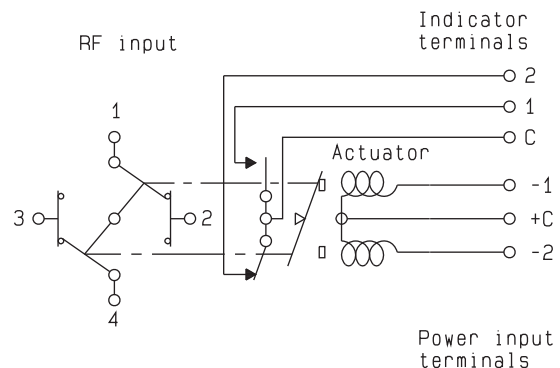 Indicator
terminals
RF input
2
1
C
1
Actuator
-1
3
2
+C
-2
4
Power input
terminals